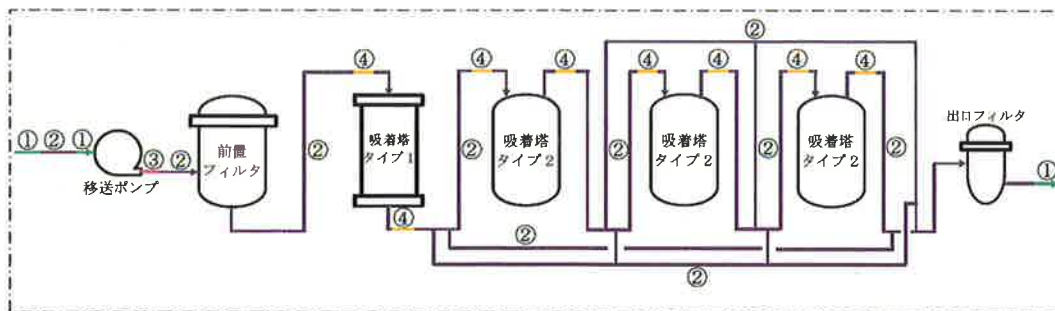 ② ②
④ ④ ④ ④ ④ ④ ④
出口フィルタ
① ② ①
③ ②
移送ポンプ
前置
フィルタ
②
吸着塔
タイプ1
④
②
吸着塔
タイプ2
②
②
吸着塔
タイプ2
②
吸着塔
タイプ2
②
①
②
②